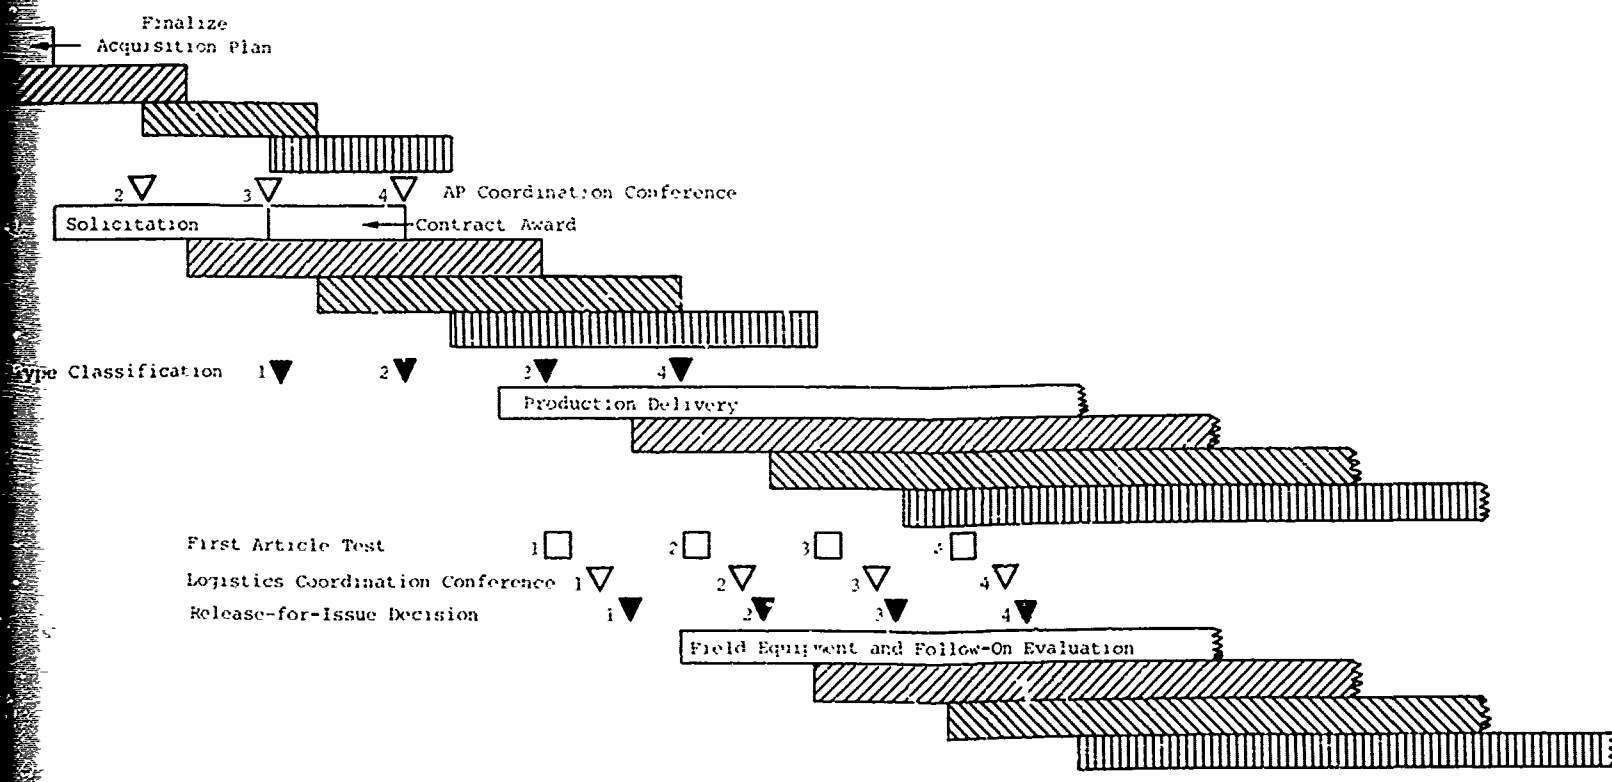 Finalize
Acquisition Plan
2 3 4 AP Coordination Conference
Solicitation Contract Award
ype Classification 1 2 3 4
Production Delivery
First Article Test 1 2 3 4
Logistics Coordination Conference 1 2 3 4
Release-for-Issue Decision 1 2 3 4
Field Equipment and Follow-On Evaluation